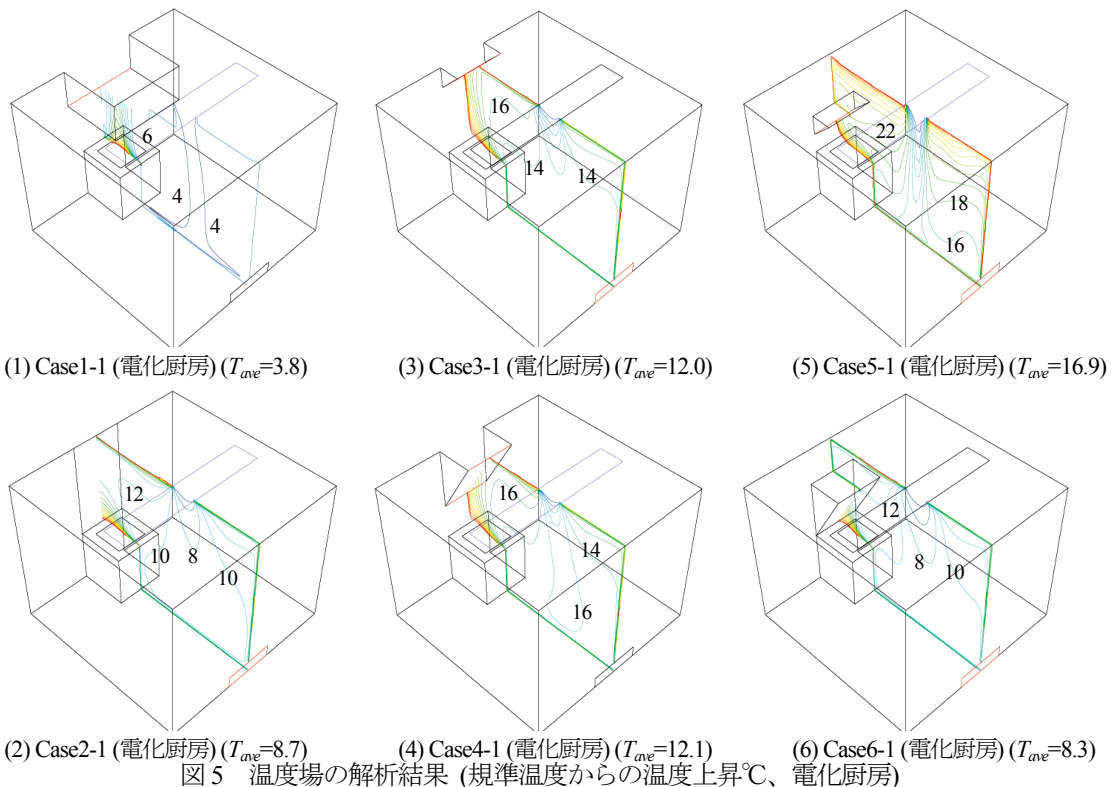 6
4
4
(1) Case1-1 (電化厨房) (Tave=3.8)
16
14
14
(3) Case3-1 (電化厨房) (Tave=12.0)
22
18
16
(5) Case5-1 (電化厨房) (Tave=16.9)
12
10
8
10
(2) Case2-1 (電化厨房) (Tave=8.7)
16
14
16
(4) Case4-1 (電化厨房) (Tave=12.1)
12
8
10
(6) Case6-1 (電化厨房) (Tave=8.3)
図5 温度場の解析結果 (規準温度からの温度上昇℃、電化厨房)